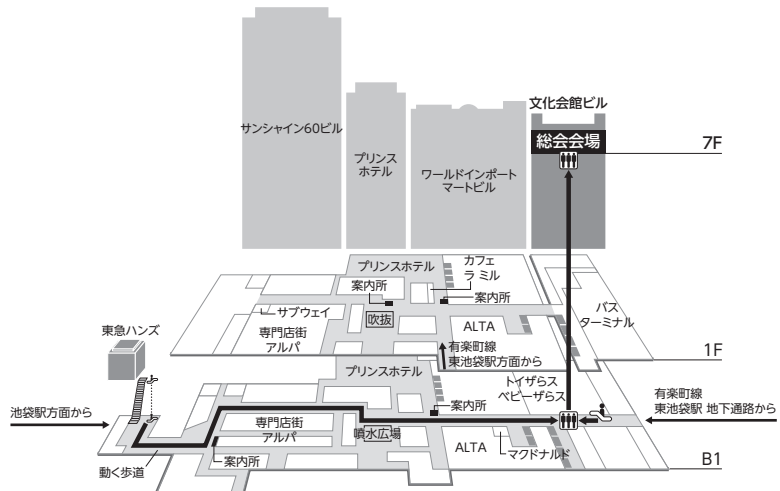 文化会館ビル
サンシャイン60ビル
総会会場
7F
プリンス
ホテル
ワールドインポート
マートビル
プリンスホテル
カフェ
ラ ミル
案内所
案内所
サブウェイ
吹抜
バス
ターミナル
東急ハンズ
専門店街
アルパ
ALTA
有楽町線
東池袋駅方面から
1F
プリンスホテル
トイザらス
ベビーザらス
案内所
有楽町線
東池袋駅 地下通路から
池袋駅方面から
専門店街
アルパ
噴水広場
ALTA
マクドナルド
動く歩道
案内所
B1